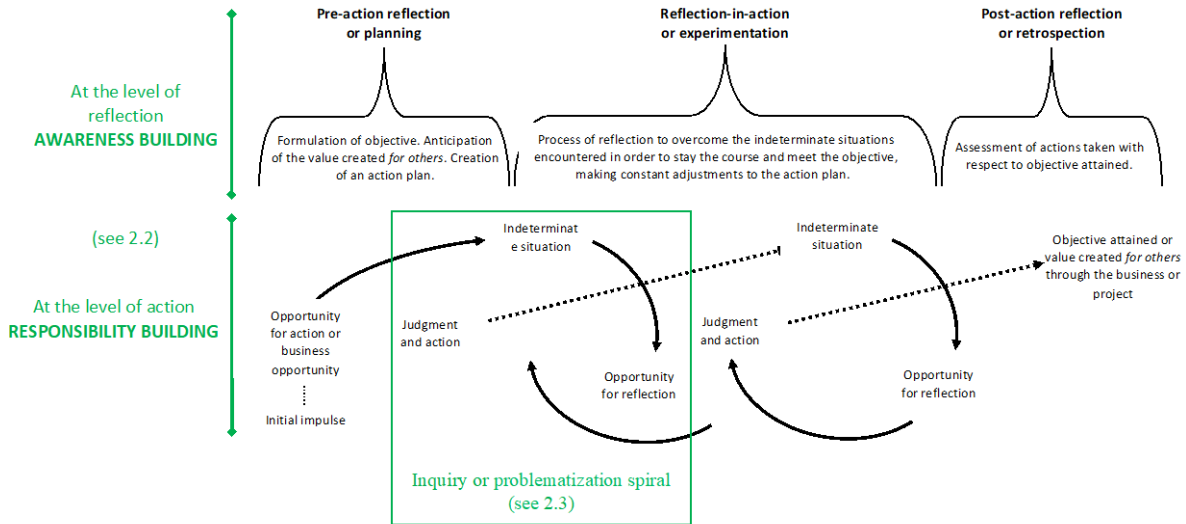 Pre-action reflection
or planning
Reflection-in-action
or experimentation
Post-action reflection
or retrospection
At the level of
reflection
AWARENESS BUILDING
Formulation of objective. Anticipation
of the value created for others. Creation
of an action plan.
Process of reflection to overcome the indeterminate situations
encountered in order to stay the course and meet the objective,
making constant adjustments to the action plan.
Assessment of actions taken with
respect to objective attained.
(see 2.2)
At the level of action
RESPONSIBILITY BUILDING
Opportunity
for action or
business
opportunity
Initial impulse
Indeterminat
e situation
Judgment
and action
Opportunity
for reflection
Indeterminate
situation
Judgment
and action
Opportunity
for reflection
Objective attained or
value created for others
through the business or
project
Inquiry or problematization spiral
(see 2.3)